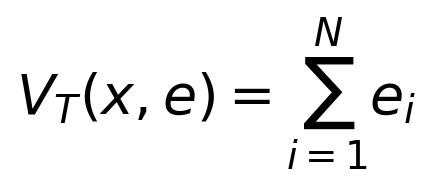 V_T(x, e) = \sum_{i=1}^{N} e_i